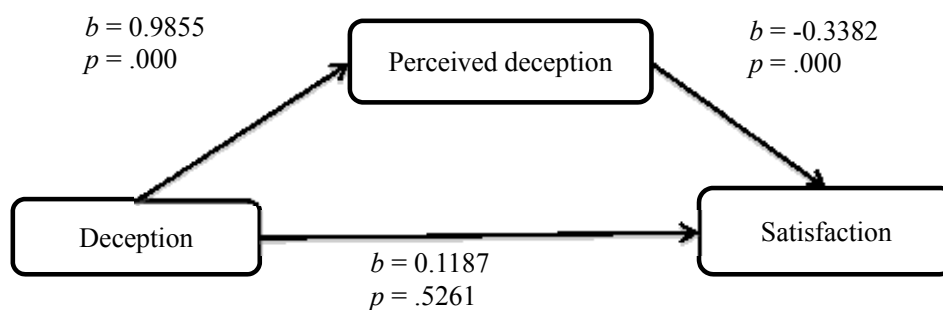 b = 0.9855
p = .000
Perceived deception
b = -0.3382
p = .000
Deception
Satisfaction
b = 0.1187
p = .5261